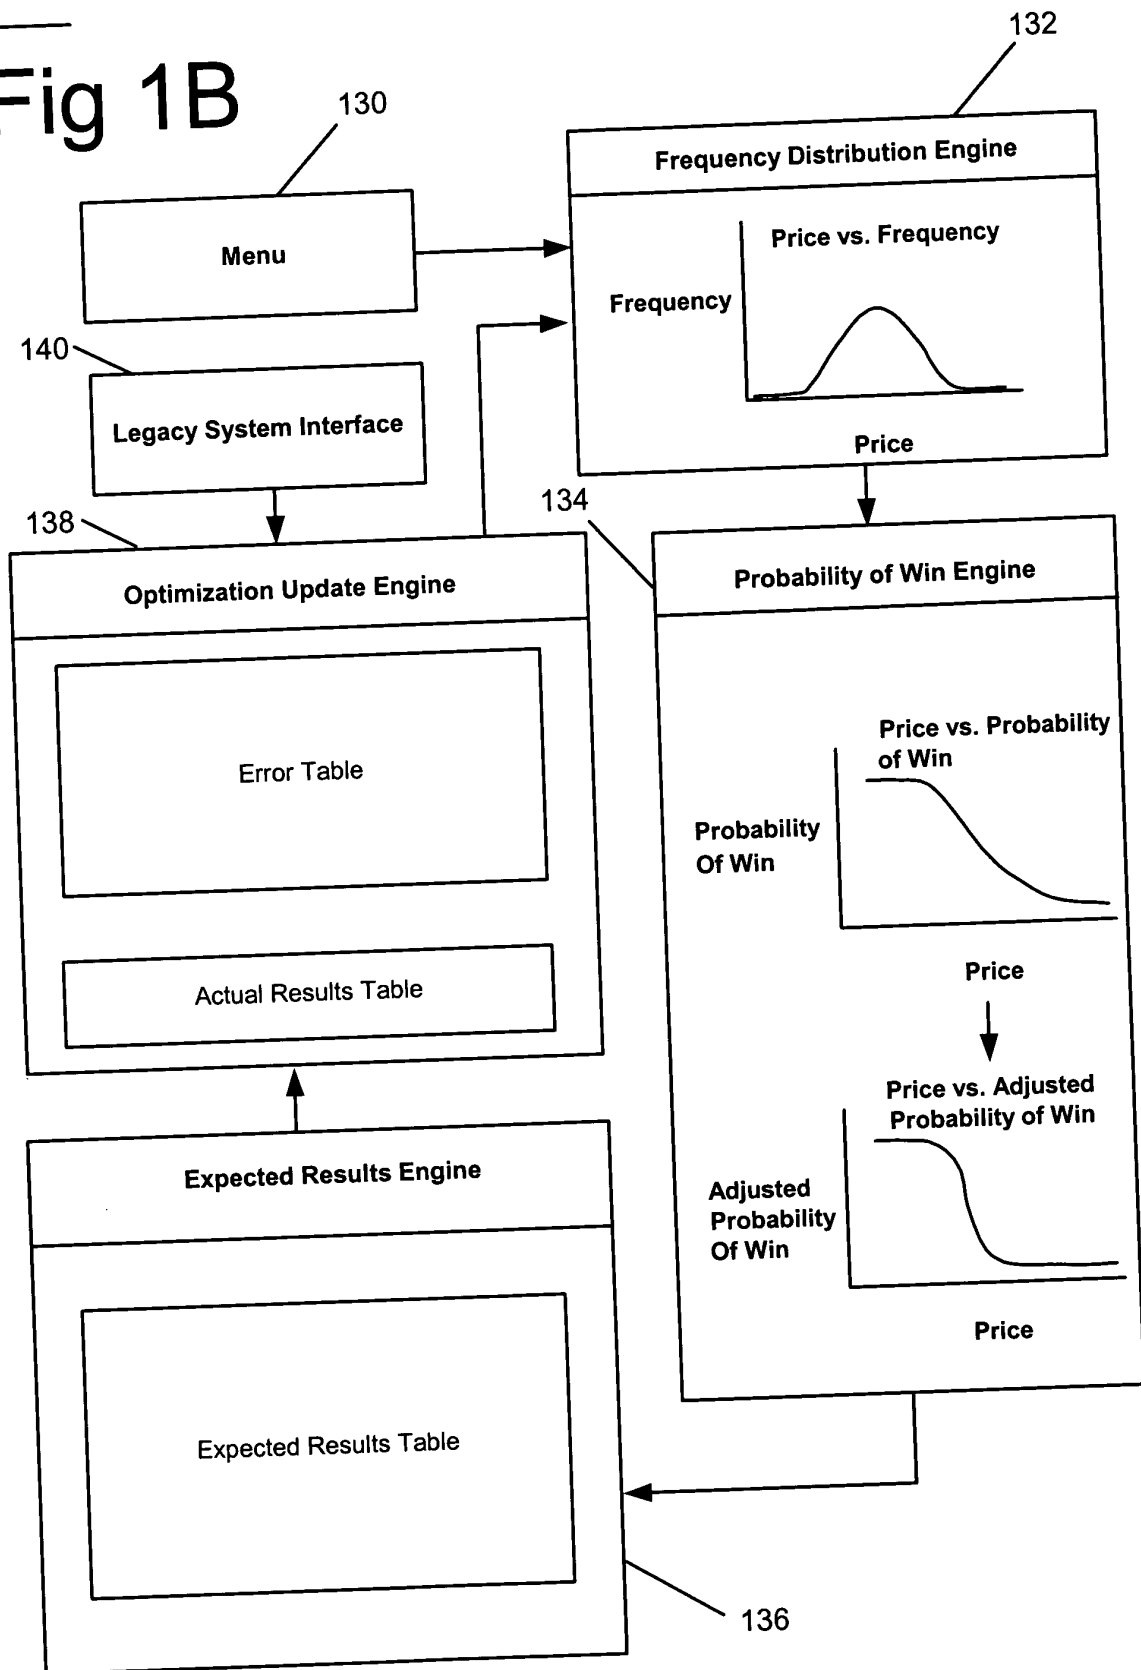 Fig 1B
132
130
Frequency Distribution Engine
Menu
Price vs. Frequency
Frequency
Price
140
Legacy System Interface
138
134
Optimization Update Engine
Error Table
Actual Results Table
Probability of Win Engine
Price vs. Probability
of Win
Probability
Of Win
Price
Price vs. Adjusted
Probability of Win
Adjusted
Probability
Of Win
Price
Expected Results Engine
Expected Results Table
136